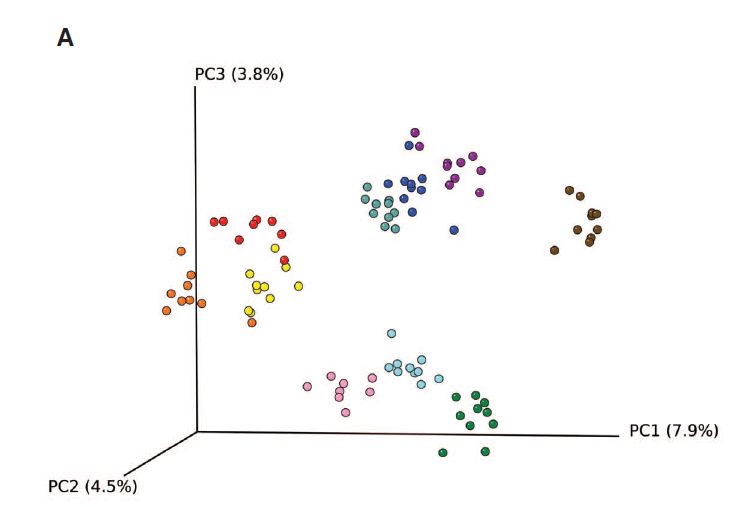 A
PC3 (3.8%)
PC1 (7.9%)
PC2 (4.5%)